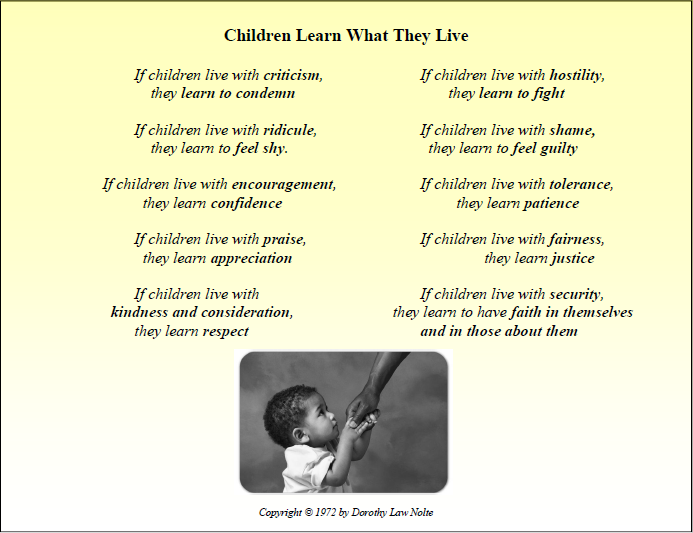 Children Learn What They Live
If children live with criticism,
they learn to condemn
If children live with hostility,
they learn to fight
If children live with ridicule,
they learn to feel shy.
If children live with shame,
they learn to feel guilty
If children live with encouragement,
they learn confidence
If children live with tolerance,
they learn patience
If children live with praise,
they learn appreciation
If children live with fairness,
they learn justice
If children live with
kindness and consideration,
they learn respect
If children live with security,
they learn to have faith in themselves
and in those about them
Copyright © 1972 by Dorothy Law Nolte